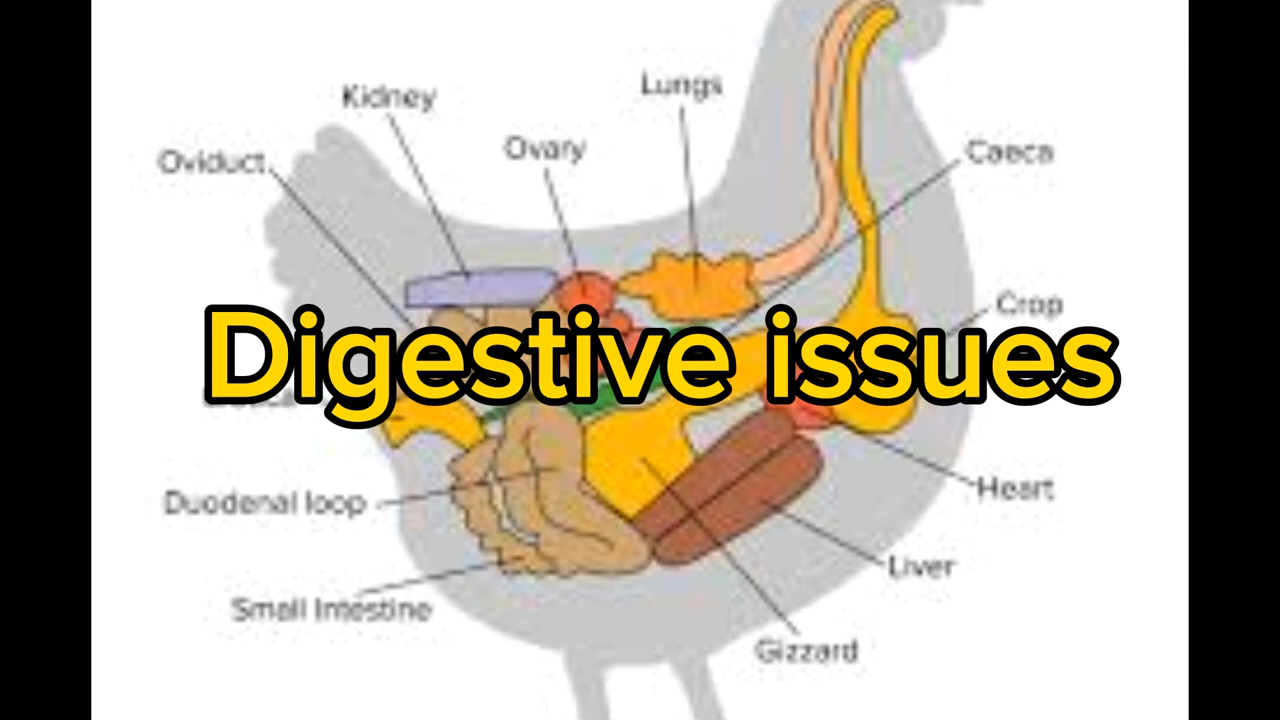 Lungs
Kidney
Ovary
Oviduct
Caeca
Crop
Digestive issues
Heart
Duodenal loop
Liver
Small Intestine
Gizzard